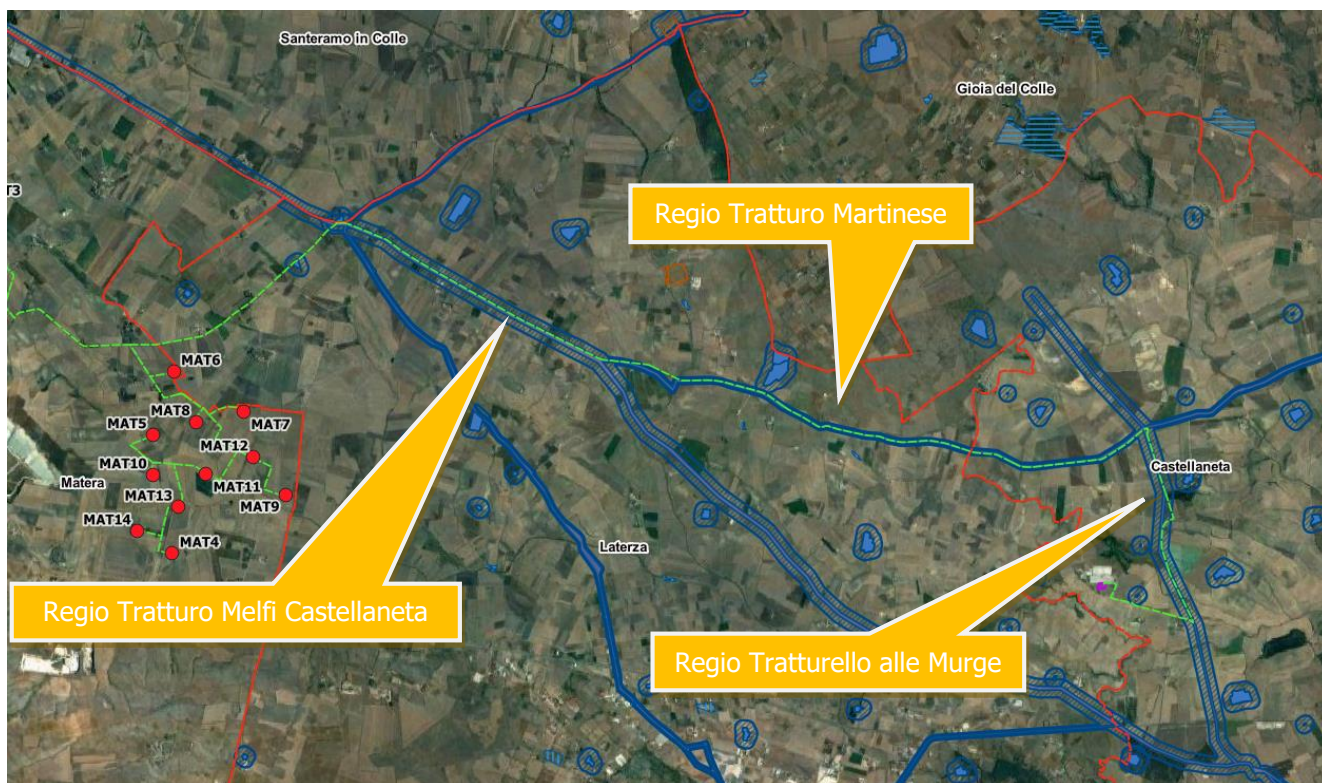 Santeramo in Colle
Gioia del Colle
T3
Regio Tratturo Martinese
MAT6
MAT8
MAT7
MAT5
MAT12
Castellaneta
MAT10
MAT11
Matera
MAT13
MAT9
MAT14
Laterza
MAT4
Regio Tratturo Melfi Castellaneta
Regio Tratturello alle Murge